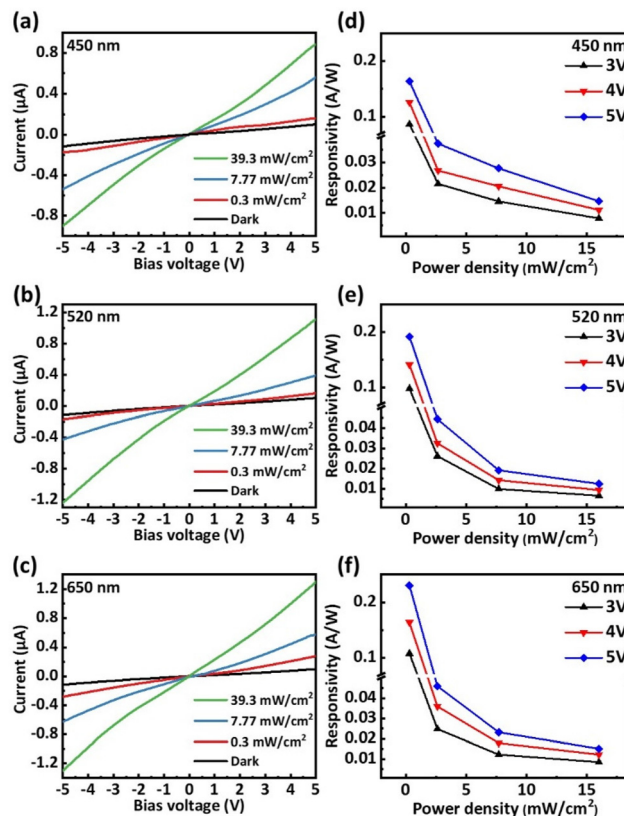 (a)
450 nm
Current (μA)
0.8
0.4
0.0
-0.4
-0.8
39.3 mW/cm²
7.77 mW/cm²
0.3 mW/cm²
Dark
-5 -4 -3 -2 -1 0 1 2 3 4 5
Bias voltage (V)
(d)
450 nm
3V
4V
5V
Responsivity (A/W)
0.2
0.1
0.03
0.02
0.01
0 5 10 15
Power density (mW/cm²)
(b)
520 nm
Current (μA)
1.2
0.8
0.4
0.0
-0.4
-0.8
-1.2
39.3 mW/cm²
7.77 mW/cm²
0.3 mW/cm²
Dark
-5 -4 -3 -2 -1 0 1 2 3 4 5
Bias voltage (V)
(e)
520 nm
3V
4V
5V
Responsivity (A/W)
0.2
0.1
0.04
0.03
0.02
0.01
0 5 10 15
Power density (mW/cm²)
(c)
650 nm
Current (μA)
1.2
0.8
0.4
0.0
-0.4
-0.8
-1.2
39.3 mW/cm²
7.77 mW/cm²
0.3 mW/cm²
Dark
-5 -4 -3 -2 -1 0 1 2 3 4 5
Bias voltage (V)
(f)
650 nm
3V
4V
5V
Responsivity (A/W)
0.2
0.1
0.04
0.03
0.02
0.01
0 5 10 15
Power density (mW/cm²)